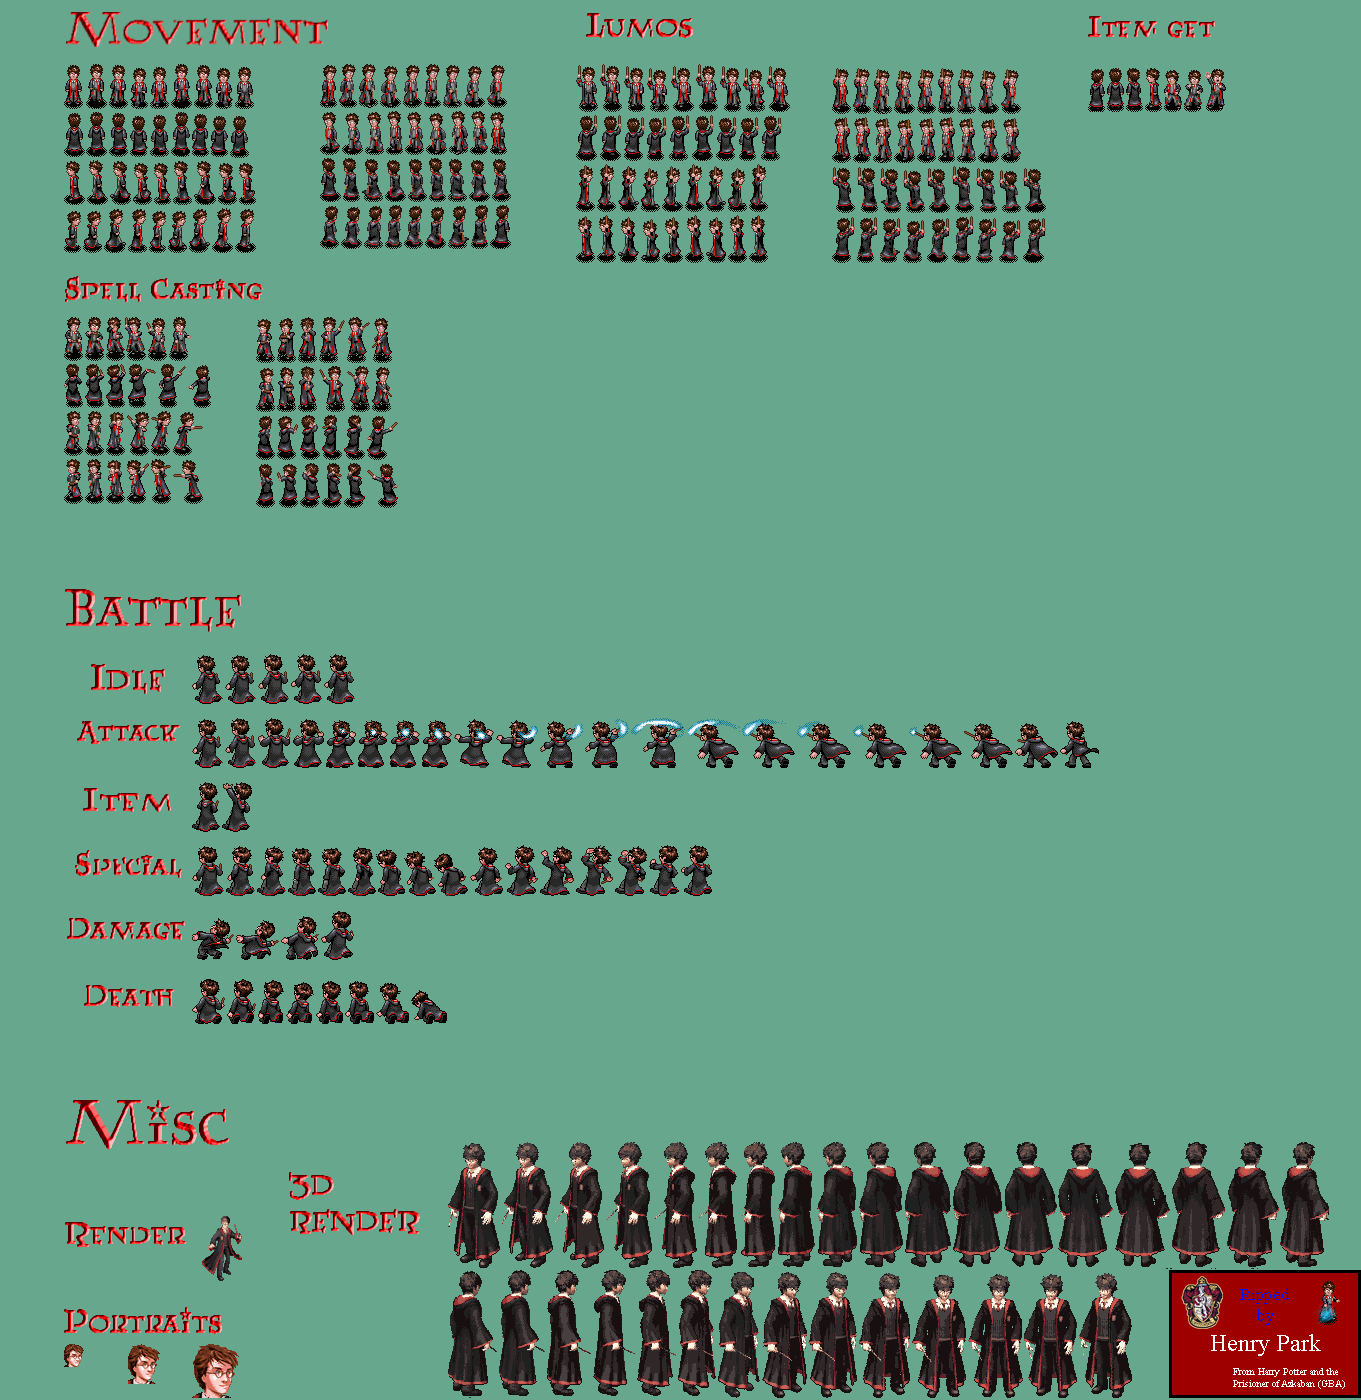 Movement
Lumos
Item get
Spell Casting
Battle
Idle
Attack
Item
Special
Damage
Death
Misc
3D
Render
Render
Portraits
Ripped
by
Henry Park
From Harry Potter and the
Prisioner of Azkaban (GBA)